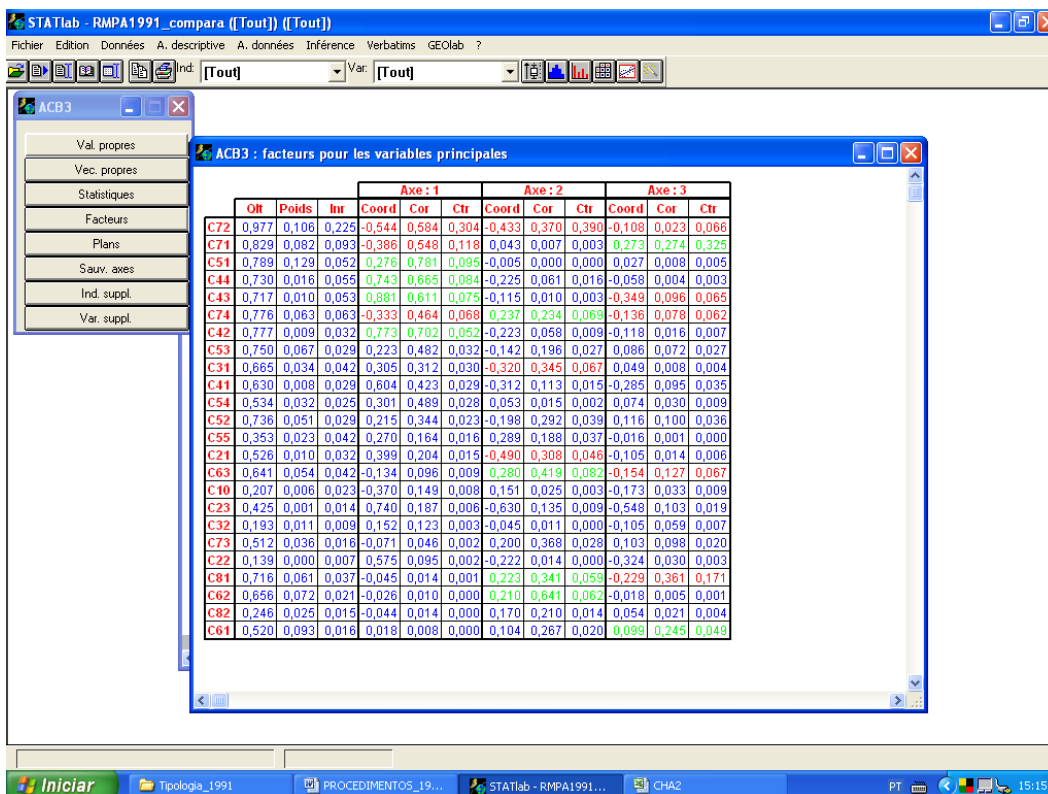 STATlab - RMPA1991_compara ([Tout]) ([Tout])
Fichier Edition Données A. descriptive A. données Inférence Verbatims GEOlab ?
Ind: [Tout] Var: [Tout]
ACB3
Val. propres
Vec. propres
Statistiques
Facteurs
Plans
Sauv. axes
Ind. suppl.
Var. suppl.
ACB3 : facteurs pour les variables principales
Axe : 1 Axe : 2 Axe : 3
Qlt Poids Inr Coord Cor Ctr Coord Cor Ctr Coord Cor Ctr
C72 0,977 0,106 0,225 -0,544 0,584 0,304 -0,433 0,370 0,390 -0,108 0,023 0,066
C71 0,829 0,082 0,093 -0,386 0,548 0,118 0,043 0,007 0,003 0,273 0,274 0,325
C51 0,789 0,129 0,052 0,276 0,781 0,095 -0,005 0,000 0,000 0,027 0,008 0,005
C44 0,730 0,016 0,055 0,743 0,665 0,084 -0,225 0,061 0,016 -0,058 0,004 0,003
C43 0,717 0,010 0,053 0,881 0,611 0,075 -0,115 0,010 0,003 -0,349 0,096 0,065
C74 0,776 0,063 0,063 -0,333 0,464 0,068 0,237 0,234 0,069 -0,136 0,078 0,062
C42 0,777 0,009 0,032 0,773 0,702 0,052 -0,223 0,058 0,009 -0,118 0,016 0,007
C53 0,750 0,067 0,029 0,223 0,482 0,032 -0,142 0,196 0,027 0,086 0,072 0,027
C31 0,665 0,034 0,042 0,305 0,312 0,030 -0,320 0,345 0,067 0,049 0,008 0,004
C41 0,630 0,008 0,029 0,604 0,423 0,029 -0,312 0,113 0,015 -0,285 0,095 0,035
C54 0,534 0,032 0,025 0,301 0,489 0,028 0,053 0,015 0,002 0,074 0,030 0,009
C52 0,736 0,051 0,029 0,215 0,344 0,023 -0,198 0,292 0,039 0,116 0,100 0,036
C55 0,353 0,023 0,042 0,270 0,164 0,016 0,289 0,188 0,037 -0,016 0,001 0,000
C21 0,526 0,010 0,032 0,399 0,204 0,015 -0,490 0,308 0,046 -0,105 0,014 0,006
C63 0,641 0,054 0,042 -0,134 0,096 0,009 0,280 0,419 0,082 -0,154 0,127 0,067
C10 0,207 0,006 0,023 -0,370 0,149 0,008 0,151 0,025 0,003 -0,173 0,033 0,009
C23 0,425 0,001 0,014 0,740 0,187 0,006 -0,630 0,135 0,009 -0,548 0,103 0,019
C32 0,193 0,011 0,009 0,152 0,123 0,003 -0,045 0,011 0,000 -0,105 0,059 0,007
C73 0,512 0,036 0,016 -0,071 0,046 0,002 0,200 0,368 0,028 0,103 0,098 0,020
C22 0,139 0,000 0,007 0,575 0,095 0,002 -0,222 0,014 0,000 -0,324 0,030 0,003
C81 0,716 0,061 0,037 -0,045 0,014 0,001 0,223 0,341 0,059 -0,229 0,361 0,171
C62 0,656 0,072 0,021 -0,026 0,010 0,000 0,210 0,641 0,062 -0,018 0,005 0,001
C82 0,246 0,025 0,015 -0,044 0,014 0,000 0,170 0,210 0,014 0,054 0,021 0,004
C61 0,520 0,093 0,016 0,018 0,008 0,000 0,104 0,267 0,020 0,099 0,245 0,049
Iniciar Tipologia_1991 PROCEDIMENTOS_19... STATlab - RMPA1991... CHA2 PT 15:15